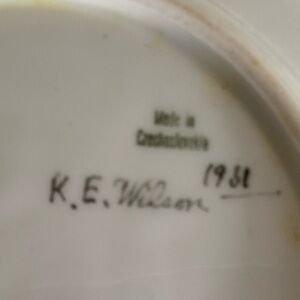 Made in
Czechoslovakia
1931
K. E. Wilson